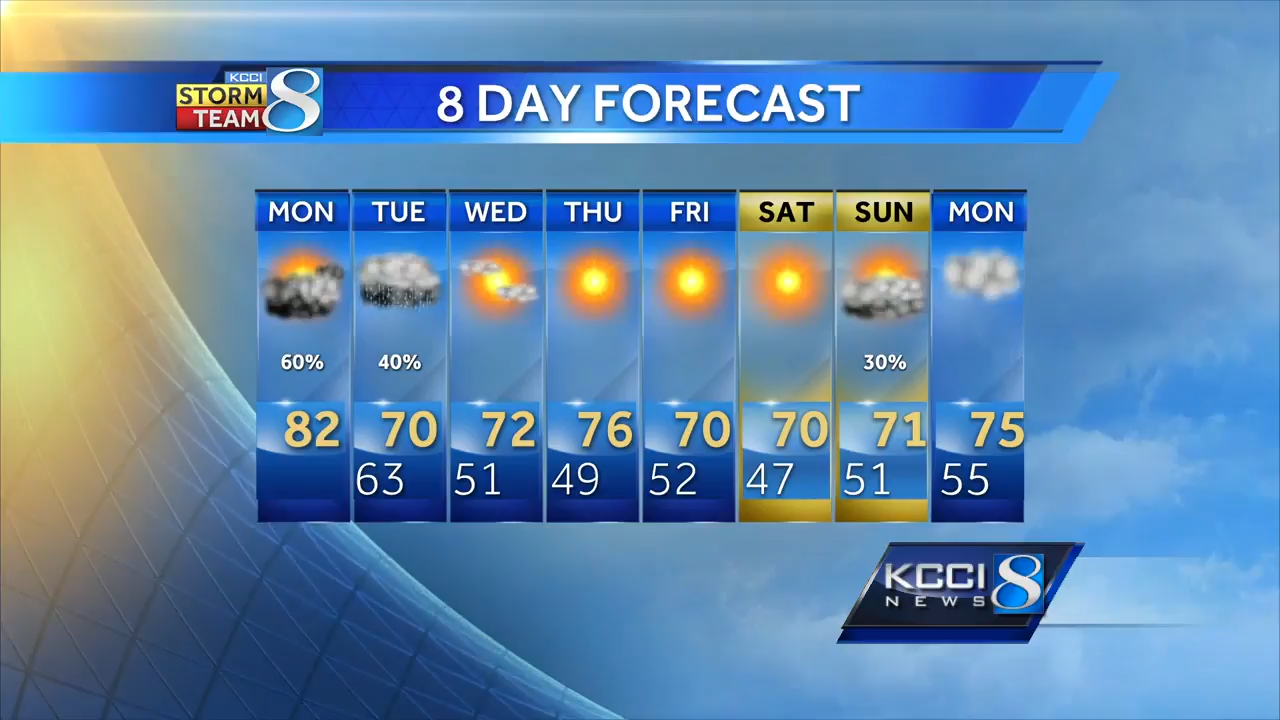 KCCI
STORM
TEAM
8
8 DAY FORECAST
MON TUE WED THU FRI SAT SUN MON
60% 40% 30%
82 70 72 76 70 70 71 75
63 51 49 52 47 51 55
KCCI 8
NEWS